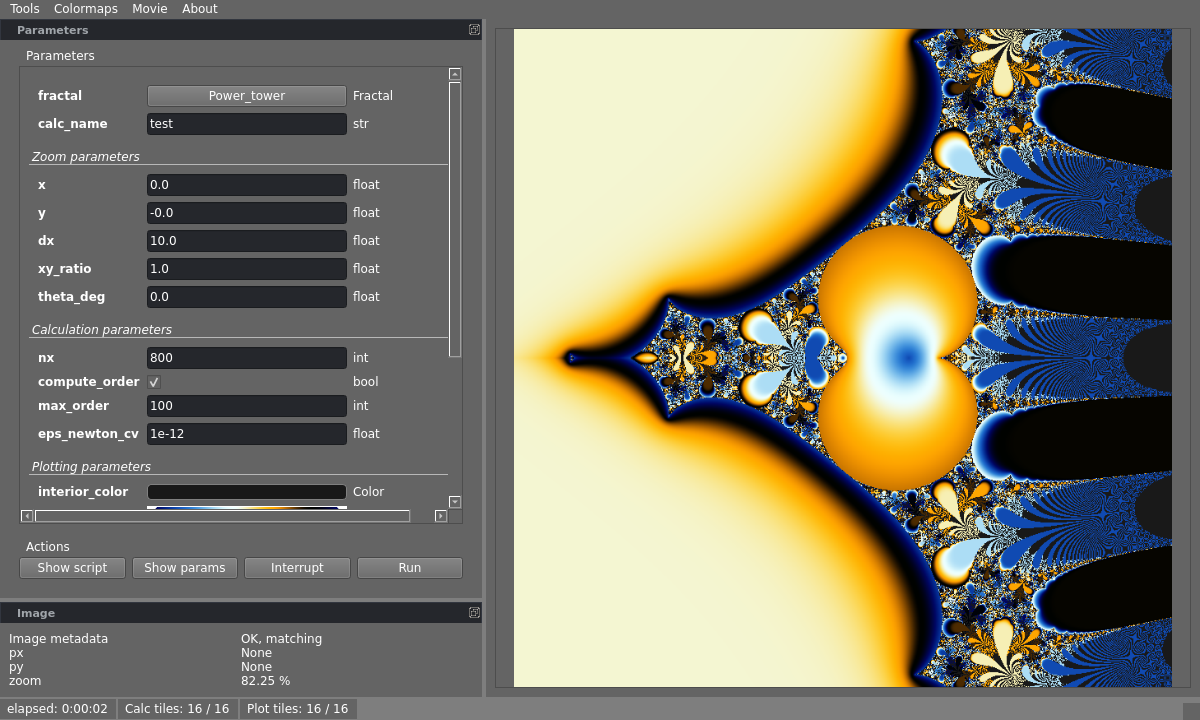 Tools Colormaps Movie About
Parameters
Parameters
fractal Power_tower Fractal
calc_name test str
Zoom parameters
x 0.0 float
y -0.0 float
dx 10.0 float
xy_ratio 1.0 float
theta_deg 0.0 float
Calculation parameters
nx 800 int
compute_order bool
max_order 100 int
eps_newton_cv 1e-12 float
Plotting parameters
interior_color Color
Actions
Show script Show params Interrupt Run
Image
Image metadata OK, matching
px None
py None
zoom 82.25 %
elapsed: 0:00:02 Calc tiles: 16 / 16 Plot tiles: 16 / 16